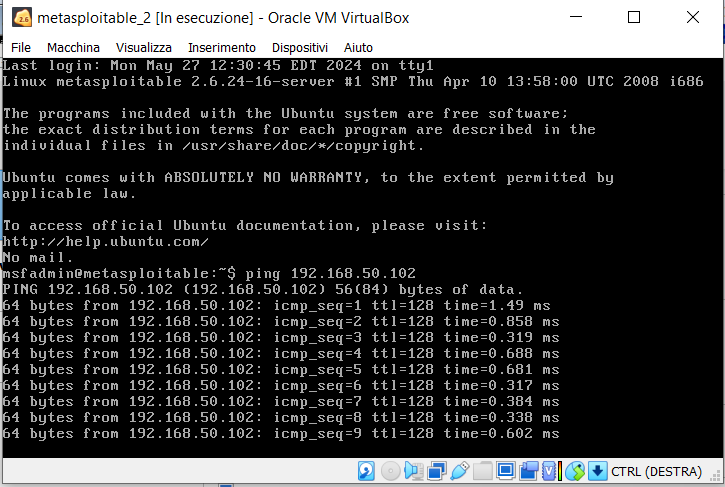 2.6
metasploitable_2 [In esecuzione] - Oracle VM VirtualBox
File Macchina Visualizza Inserimento Dispositivi Aiuto
Last login: Mon May 27 12:30:45 EDT 2024 on tty1
Linux metasploitable 2.6.24-16-server #1 SMP Thu Apr 10 13:58:00 UTC 2008 i686
The programs included with the Ubuntu system are free software;
the exact distribution terms for each program are described in the
individual files in /usr/share/doc/*/copyright.
Ubuntu comes with ABSOLUTELY NO WARRANTY, to the extent permitted by
applicable law.
To access official Ubuntu documentation, please visit:
http://help.ubuntu.com/
No mail.
msfadmin@metasploitable:~$ ping 192.168.50.102
PING 192.168.50.102 (192.168.50.102) 56(84) bytes of data.
64 bytes from 192.168.50.102: icmp_seq=1 ttl=128 time=1.49 ms
64 bytes from 192.168.50.102: icmp_seq=2 ttl=128 time=0.858 ms
64 bytes from 192.168.50.102: icmp_seq=3 ttl=128 time=0.319 ms
64 bytes from 192.168.50.102: icmp_seq=4 ttl=128 time=0.688 ms
64 bytes from 192.168.50.102: icmp_seq=5 ttl=128 time=0.681 ms
64 bytes from 192.168.50.102: icmp_seq=6 ttl=128 time=0.317 ms
64 bytes from 192.168.50.102: icmp_seq=7 ttl=128 time=0.384 ms
64 bytes from 192.168.50.102: icmp_seq=8 ttl=128 time=0.338 ms
64 bytes from 192.168.50.102: icmp_seq=9 ttl=128 time=0.602 ms
CTRL (DESTRA)